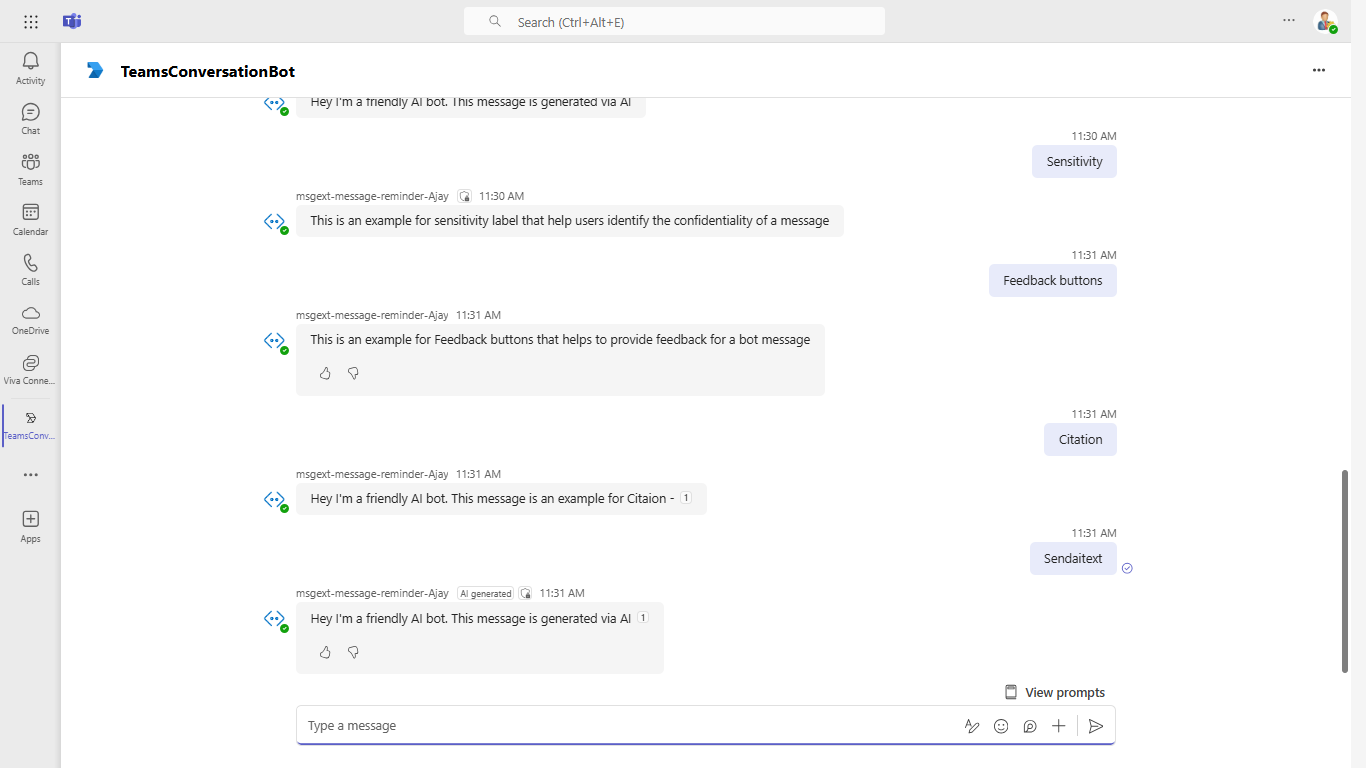 Search (Ctrl+Alt+E)
Activity
Chat
Teams
Calendar
Calls
OneDrive
Viva Conne...
TeamsConv...
Apps
TeamsConversationBot
Hey I'm a friendly AI bot. This message is generated via AI
11:30 AM
Sensitivity
msgext-message-reminder-Ajay 11:30 AM
This is an example for sensitivity label that help users identify the confidentiality of a message
11:31 AM
Feedback buttons
msgext-message-reminder-Ajay 11:31 AM
This is an example for Feedback buttons that helps to provide feedback for a bot message
11:31 AM
Citation
msgext-message-reminder-Ajay 11:31 AM
Hey I'm a friendly AI bot. This message is an example for Citaion - 1
11:31 AM
Sendaitext
msgext-message-reminder-Ajay AI generated 11:31 AM
Hey I'm a friendly AI bot. This message is generated via AI 1
View prompts
Type a message